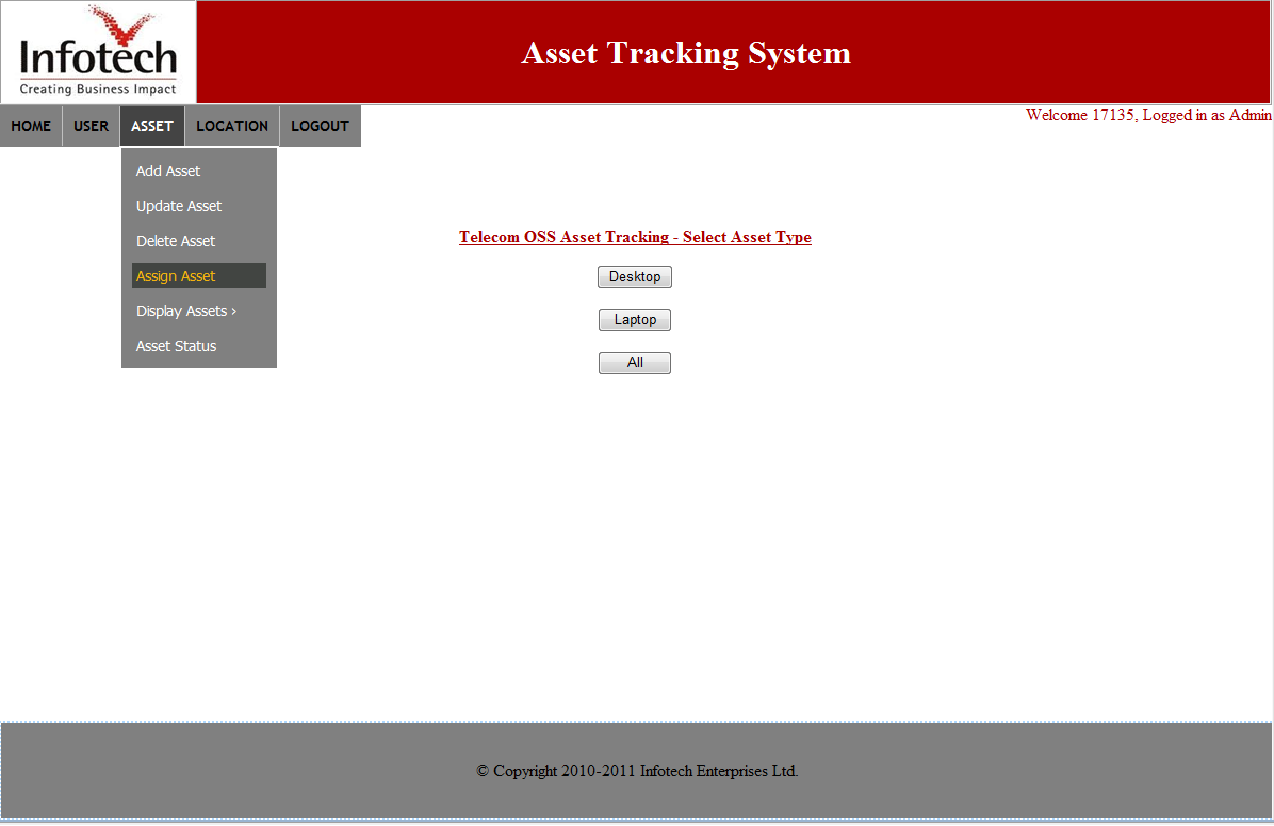 Infotech
Creating Business Impact
Asset Tracking System
HOME USER ASSET LOCATION LOGOUT
Welcome 17135, Logged in as Admin
Add Asset
Update Asset
Delete Asset
Assign Asset
Display Assets ›
Asset Status
Telecom OSS Asset Tracking - Select Asset Type
Desktop
Laptop
All
© Copyright 2010-2011 Infotech Enterprises Ltd.